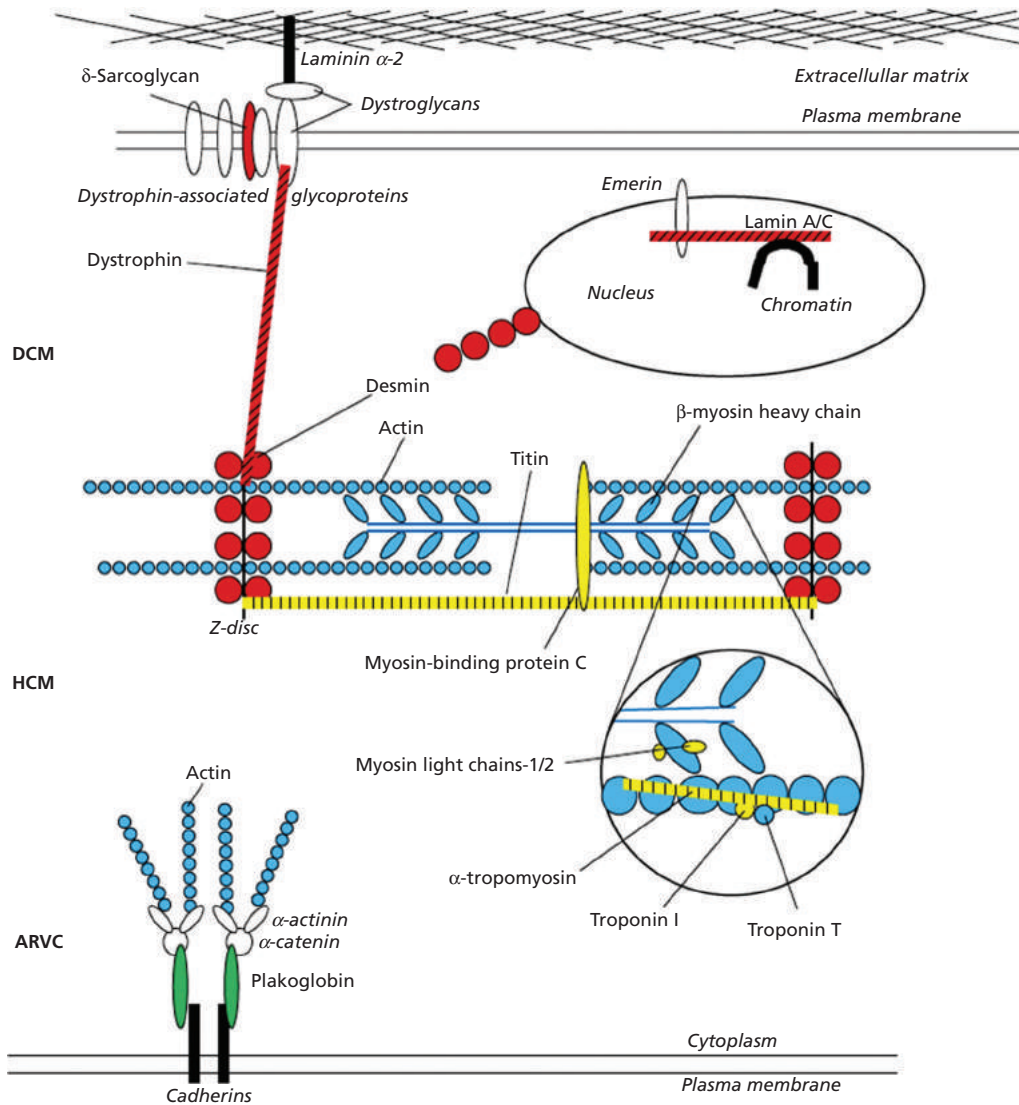 Laminin α-2
δ-Sarcoglycan
Extracellullar matrix
Dystroglycans
Plasma membrane
Emerin
Dystrophin-associated glycoproteins
Lamin A/C
Dystrophin
Nucleus
Chromatin
DCM
Desmin
β-myosin heavy chain
Actin
Titin
Z-disc
Myosin-binding protein C
HCM
Myosin light chains-1/2
Actin
α-tropomyosin
α-actinin
Troponin I
Troponin T
ARVC
α-catenin
Plakoglobin
Cytoplasm
Plasma membrane
Cadherins